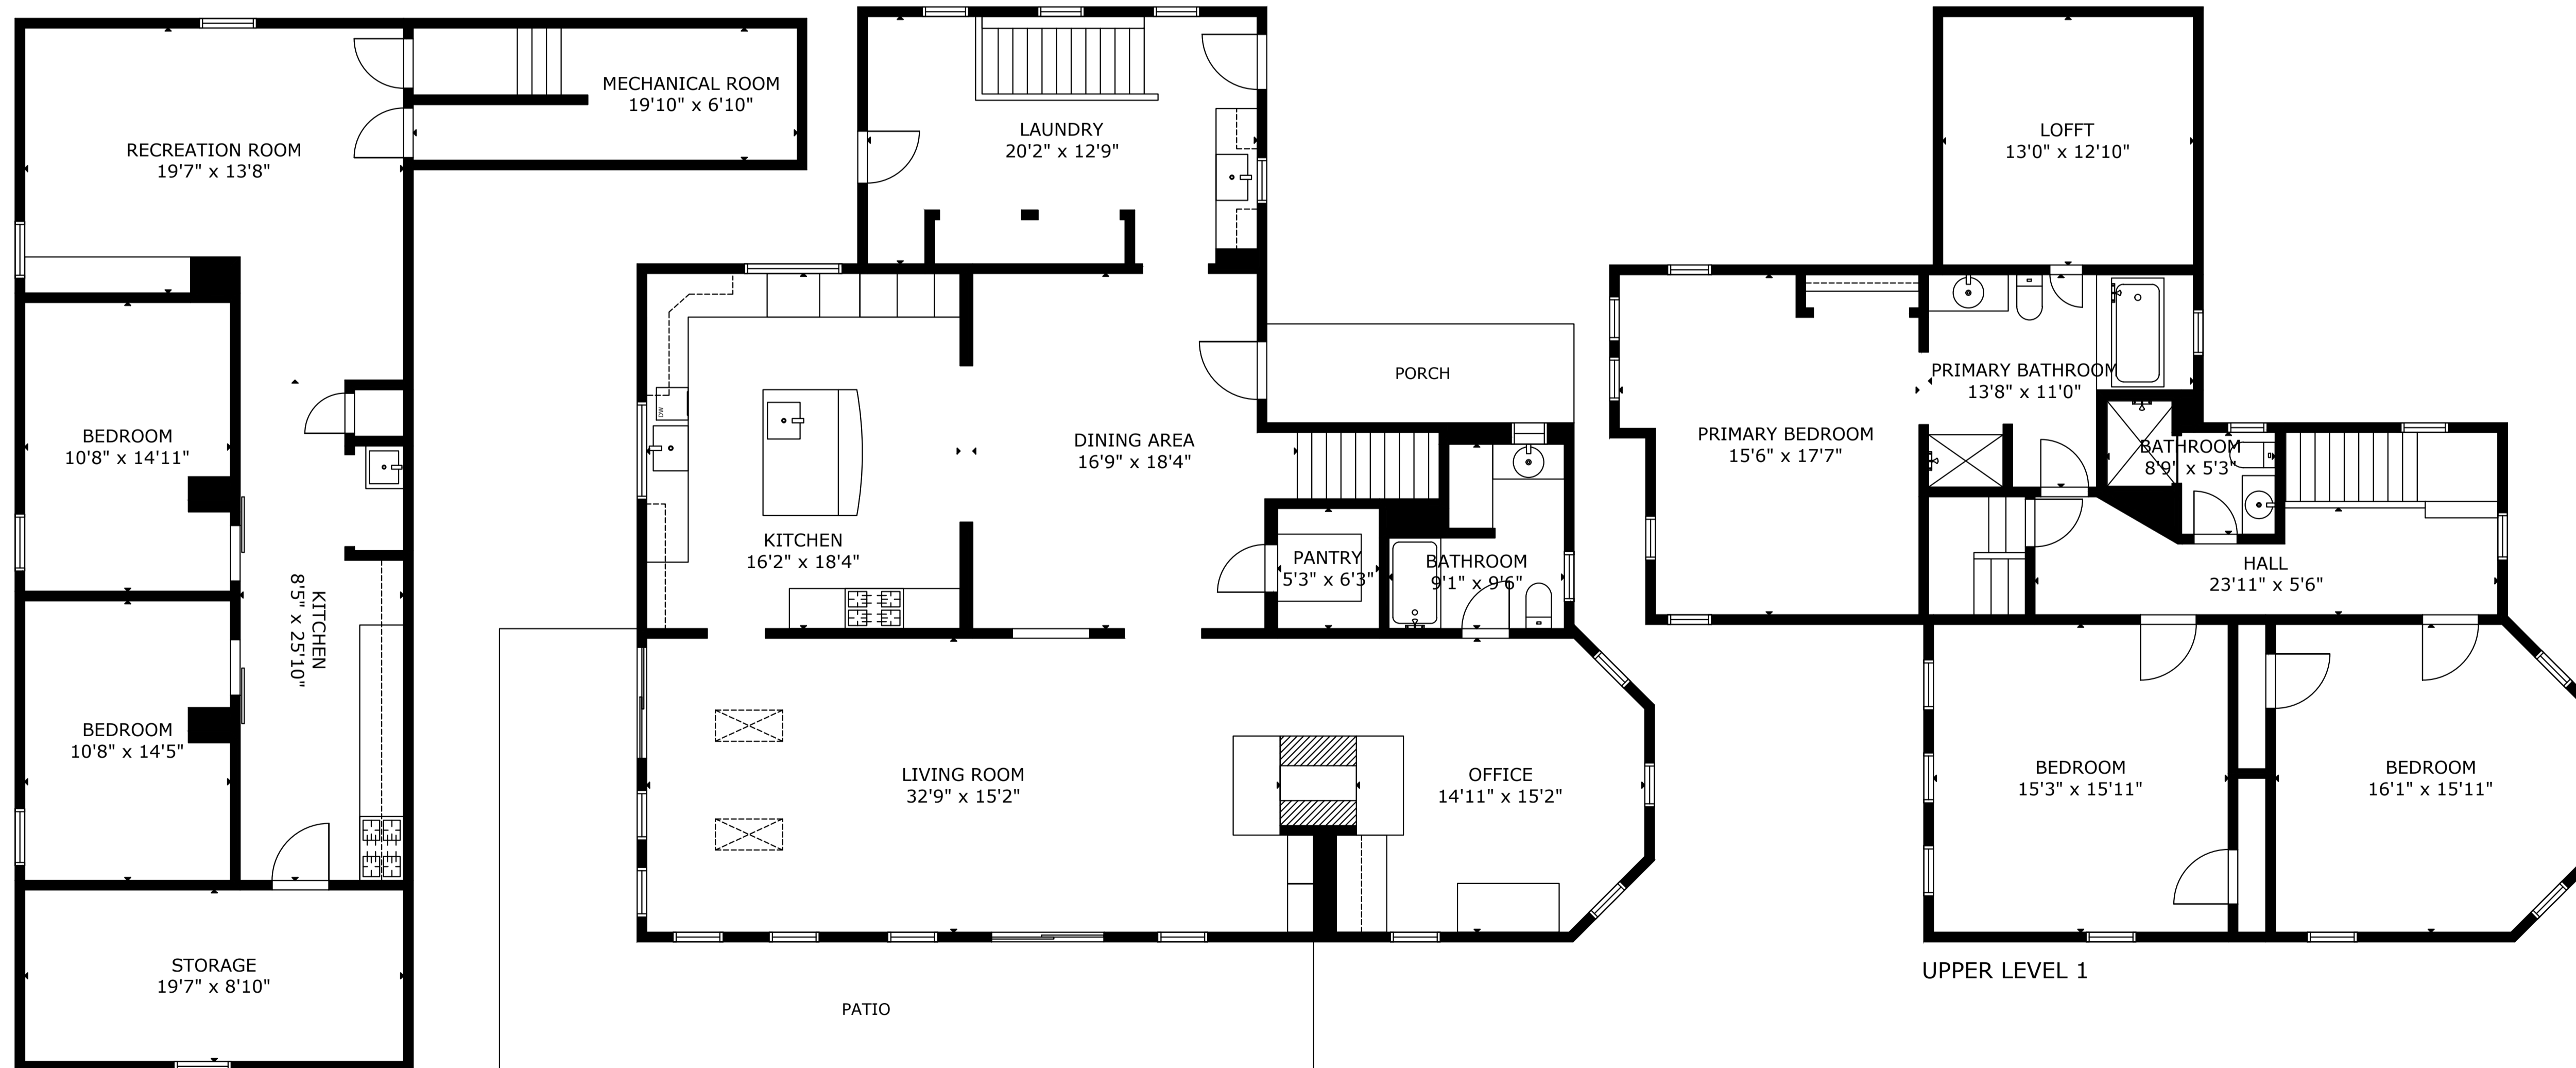 RECREATION ROOM
19'7" x 13'8"
MECHANICAL ROOM
19'10" x 6'10"
BEDROOM
10'8" x 14'11"
KITCHEN
8'5" x 25'10"
BEDROOM
10'8" x 14'5"
STORAGE
19'7" x 8'10"
LAUNDRY
20'2" x 12'9"
PORCH
DW
DINING AREA
16'9" x 18'4"
KITCHEN
16'2" x 18'4"
PANTRY
5'3" x 6'3"
BATHROOM
9'1" x 9'6"
LIVING ROOM
32'9" x 15'2"
OFFICE
14'11" x 15'2"
PATIO
LOFFT
13'0" x 12'10"
PRIMARY BATHROOM
13'8" x 11'0"
PRIMARY BEDROOM
15'6" x 17'7"
BATHROOM
8'9" x 5'3"
HALL
23'11" x 5'6"
BEDROOM
15'3" x 15'11"
BEDROOM
16'1" x 15'11"
UPPER LEVEL 1